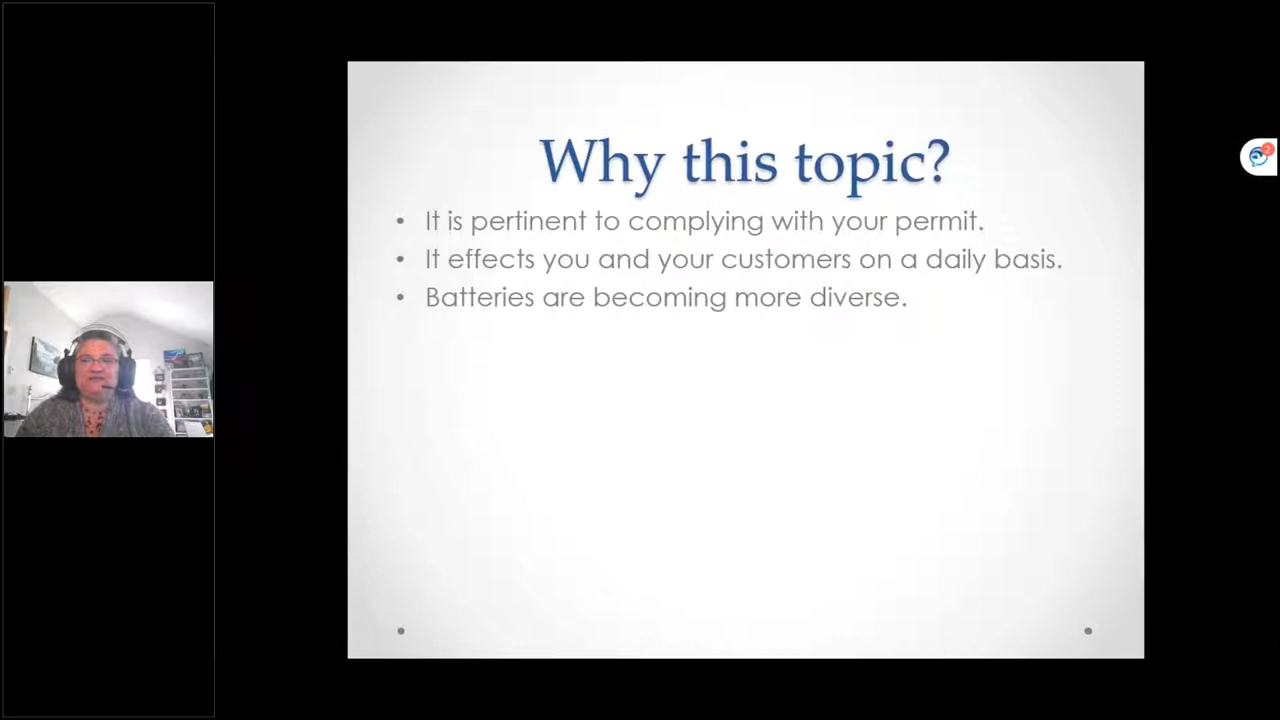 Why this topic?
• It is pertinent to complying with your permit.
• It effects you and your customers on a daily basis.
• Batteries are becoming more diverse.
2